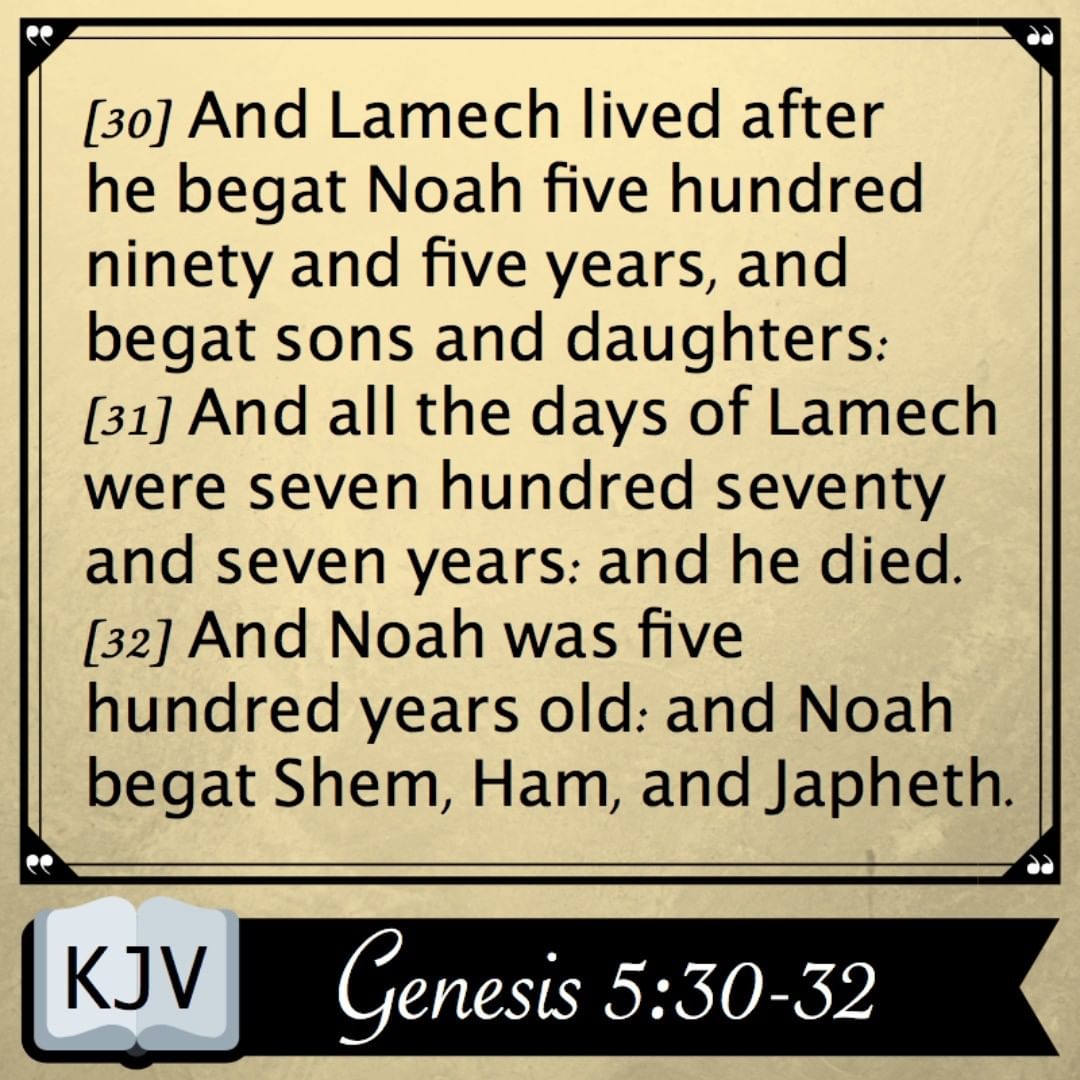 [30] And Lamech lived after
he begat Noah five hundred
ninety and five years, and
begat sons and daughters:
[31] And all the days of Lamech
were seven hundred seventy
and seven years: and he died.
[32] And Noah was five
hundred years old: and Noah
begat Shem, Ham, and Japheth.
KJV
Genesis 5:30-32